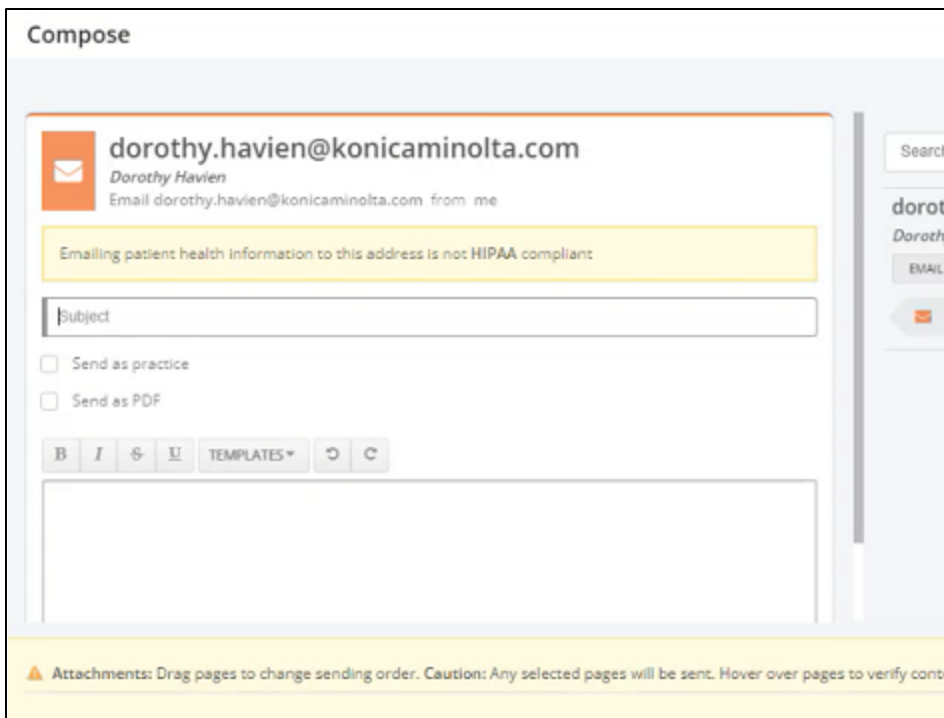 Compose
dorothy.havien@konicaminolta.com
Dorothy Havien
Email dorothy.havien@konicaminolta.com from me
Emailing patient health information to this address is not HIPAA compliant
Subject
Send as practice
Send as PDF
B I S U TEMPLATES
Attachments: Drag pages to change sending order. Caution: Any selected pages will be sent. Hover over pages to verify conte
Search
dorot
Doroth
EMAIL